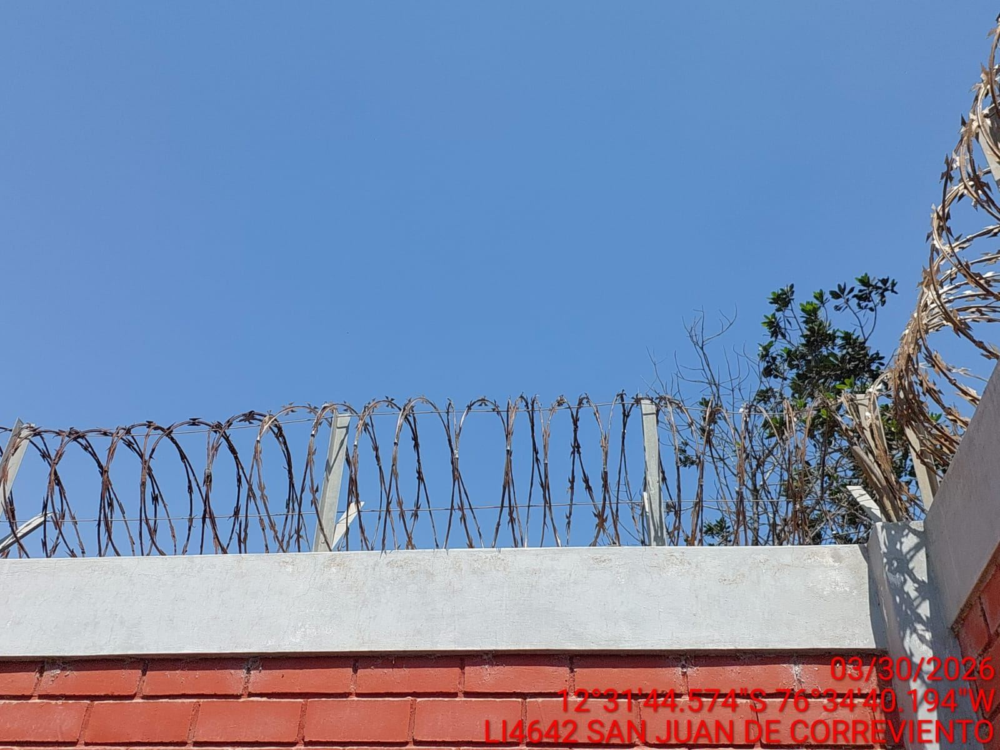 03/30/2026
12°31'44.574"S 76°34'40.194"W
LI4642 SAN JUAN DE CORREVIENTO